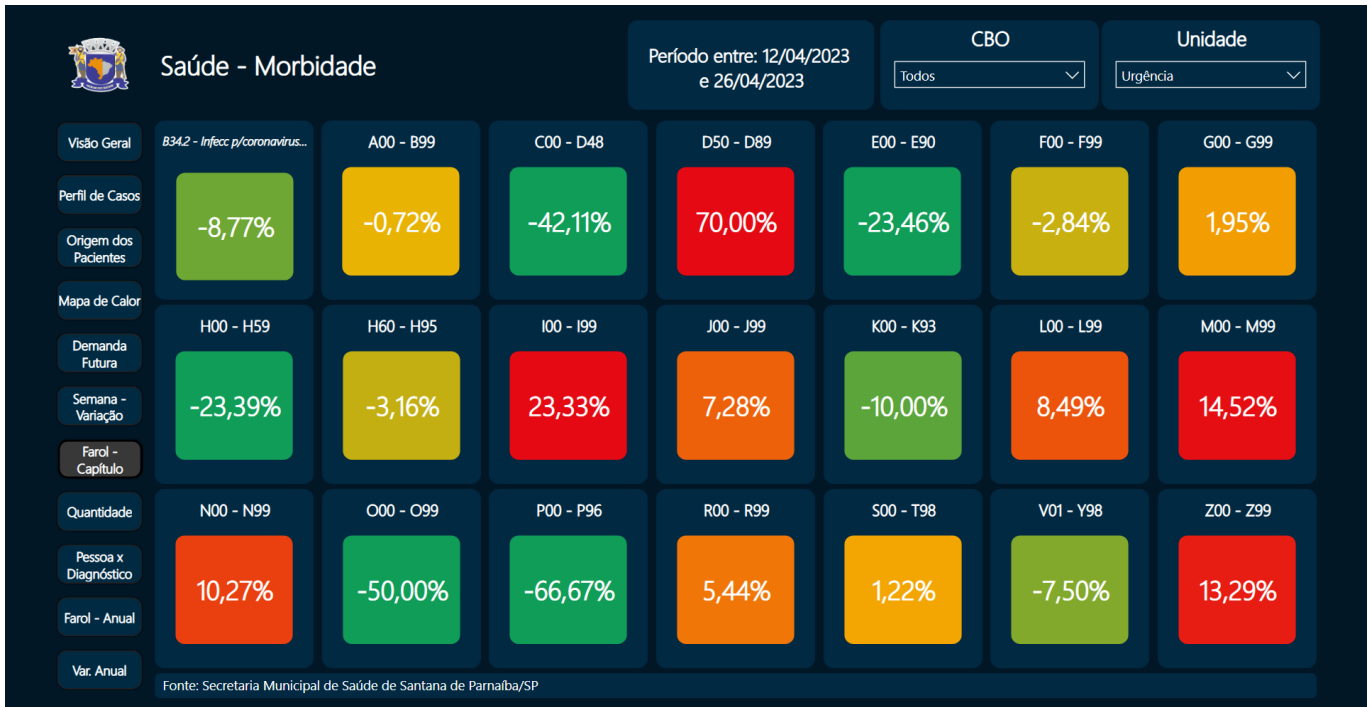 Saúde - Morbidade
Período entre: 12/04/2023
e 26/04/2023
CBO
Todos
Unidade
Urgência
Visão Geral
Perfil de Casos
Origem dos
Pacientes
Mapa de Calor
Demanda
Futura
Semana -
Variação
Farol -
Capítulo
Quantidade
Pessoa x
Diagnóstico
Farol - Anual
Var. Anual
B34.2 - Infecc p/coronavirus...
-8,77%
A00 - B99
-0,72%
C00 - D48
-42,11%
D50 - D89
70,00%
E00 - E90
-23,46%
F00 - F99
-2,84%
G00 - G99
1,95%
H00 - H59
-23,39%
H60 - H95
-3,16%
I00 - I99
23,33%
J00 - J99
7,28%
K00 - K93
-10,00%
L00 - L99
8,49%
M00 - M99
14,52%
N00 - N99
10,27%
O00 - O99
-50,00%
P00 - P96
-66,67%
R00 - R99
5,44%
S00 - T98
1,22%
V01 - Y98
-7,50%
Z00 - Z99
13,29%
Fonte: Secretaria Municipal de Saúde de Santana de Parnaíba/SP